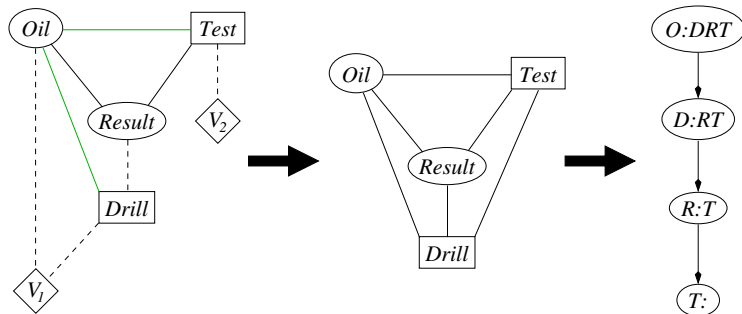 Oil
Test
Result
V2
Drill
V1
Oil
Test
Result
Drill
O:DRT
D:RT
R:T
T: